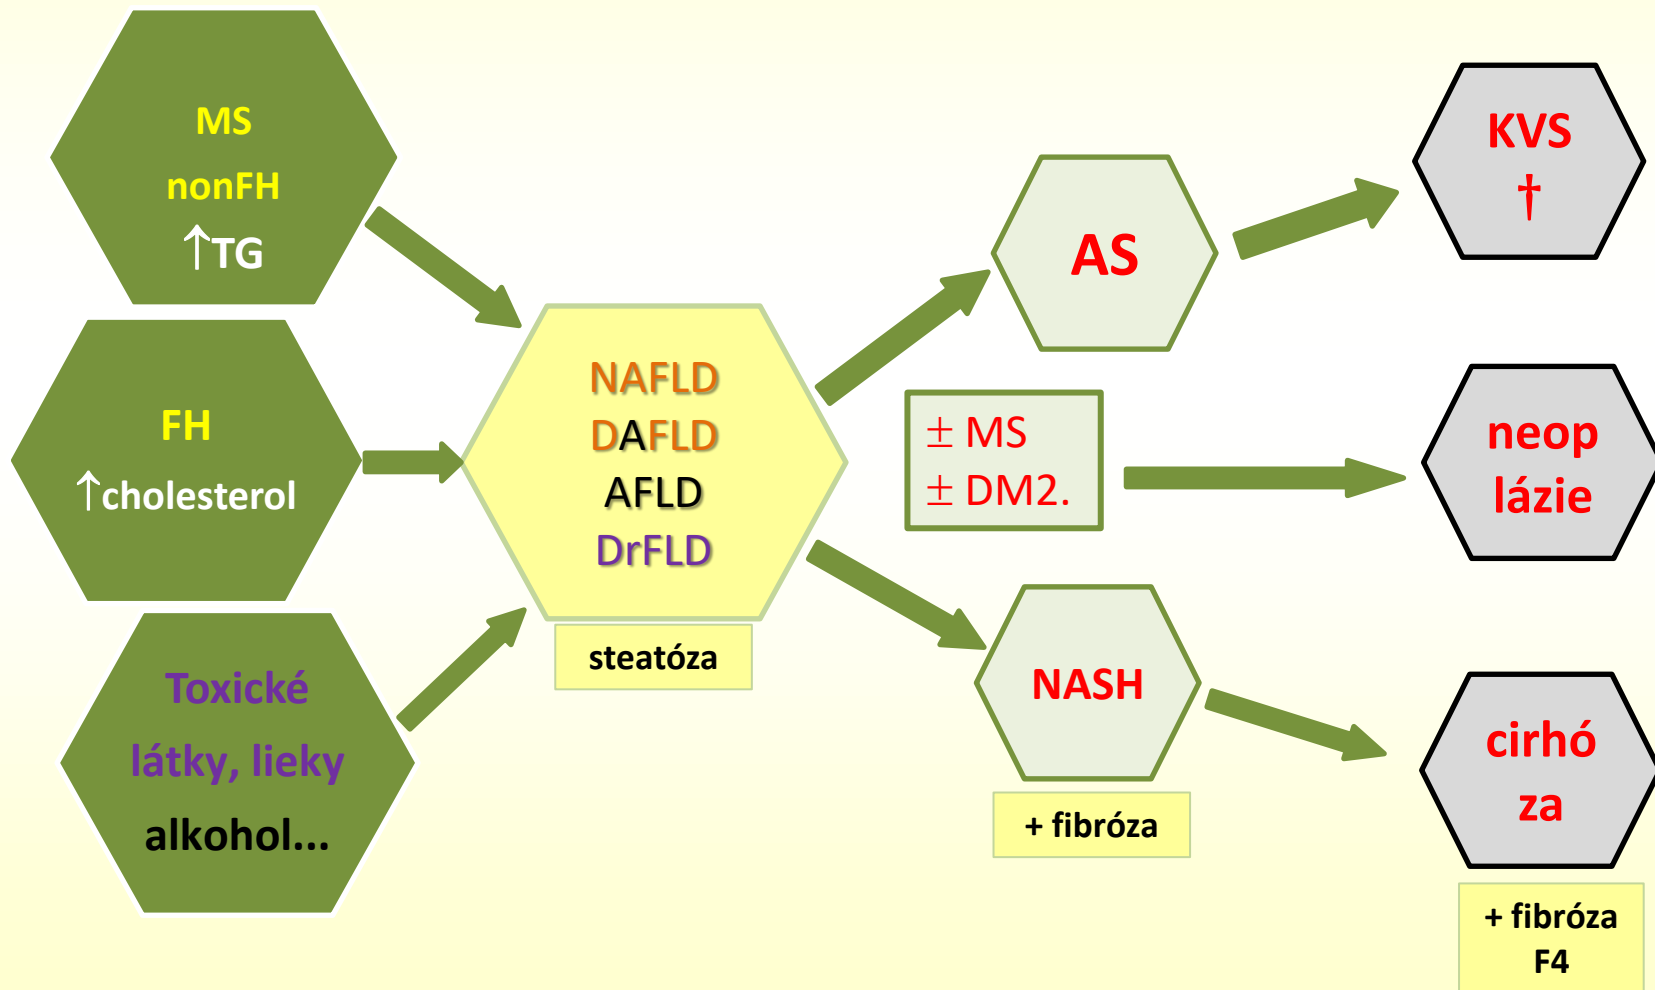 MS
nonFH
↑TG
FH
↑cholesterol
Toxické
látky, lieky
alkohol...
NAFLD
DAFLD
AFLD
DrFLD
steatóza
AS
± MS
± DM2.
NASH
+ fibróza
KVS
†
neop
lázie
cirhó
za
+ fibróza
F4